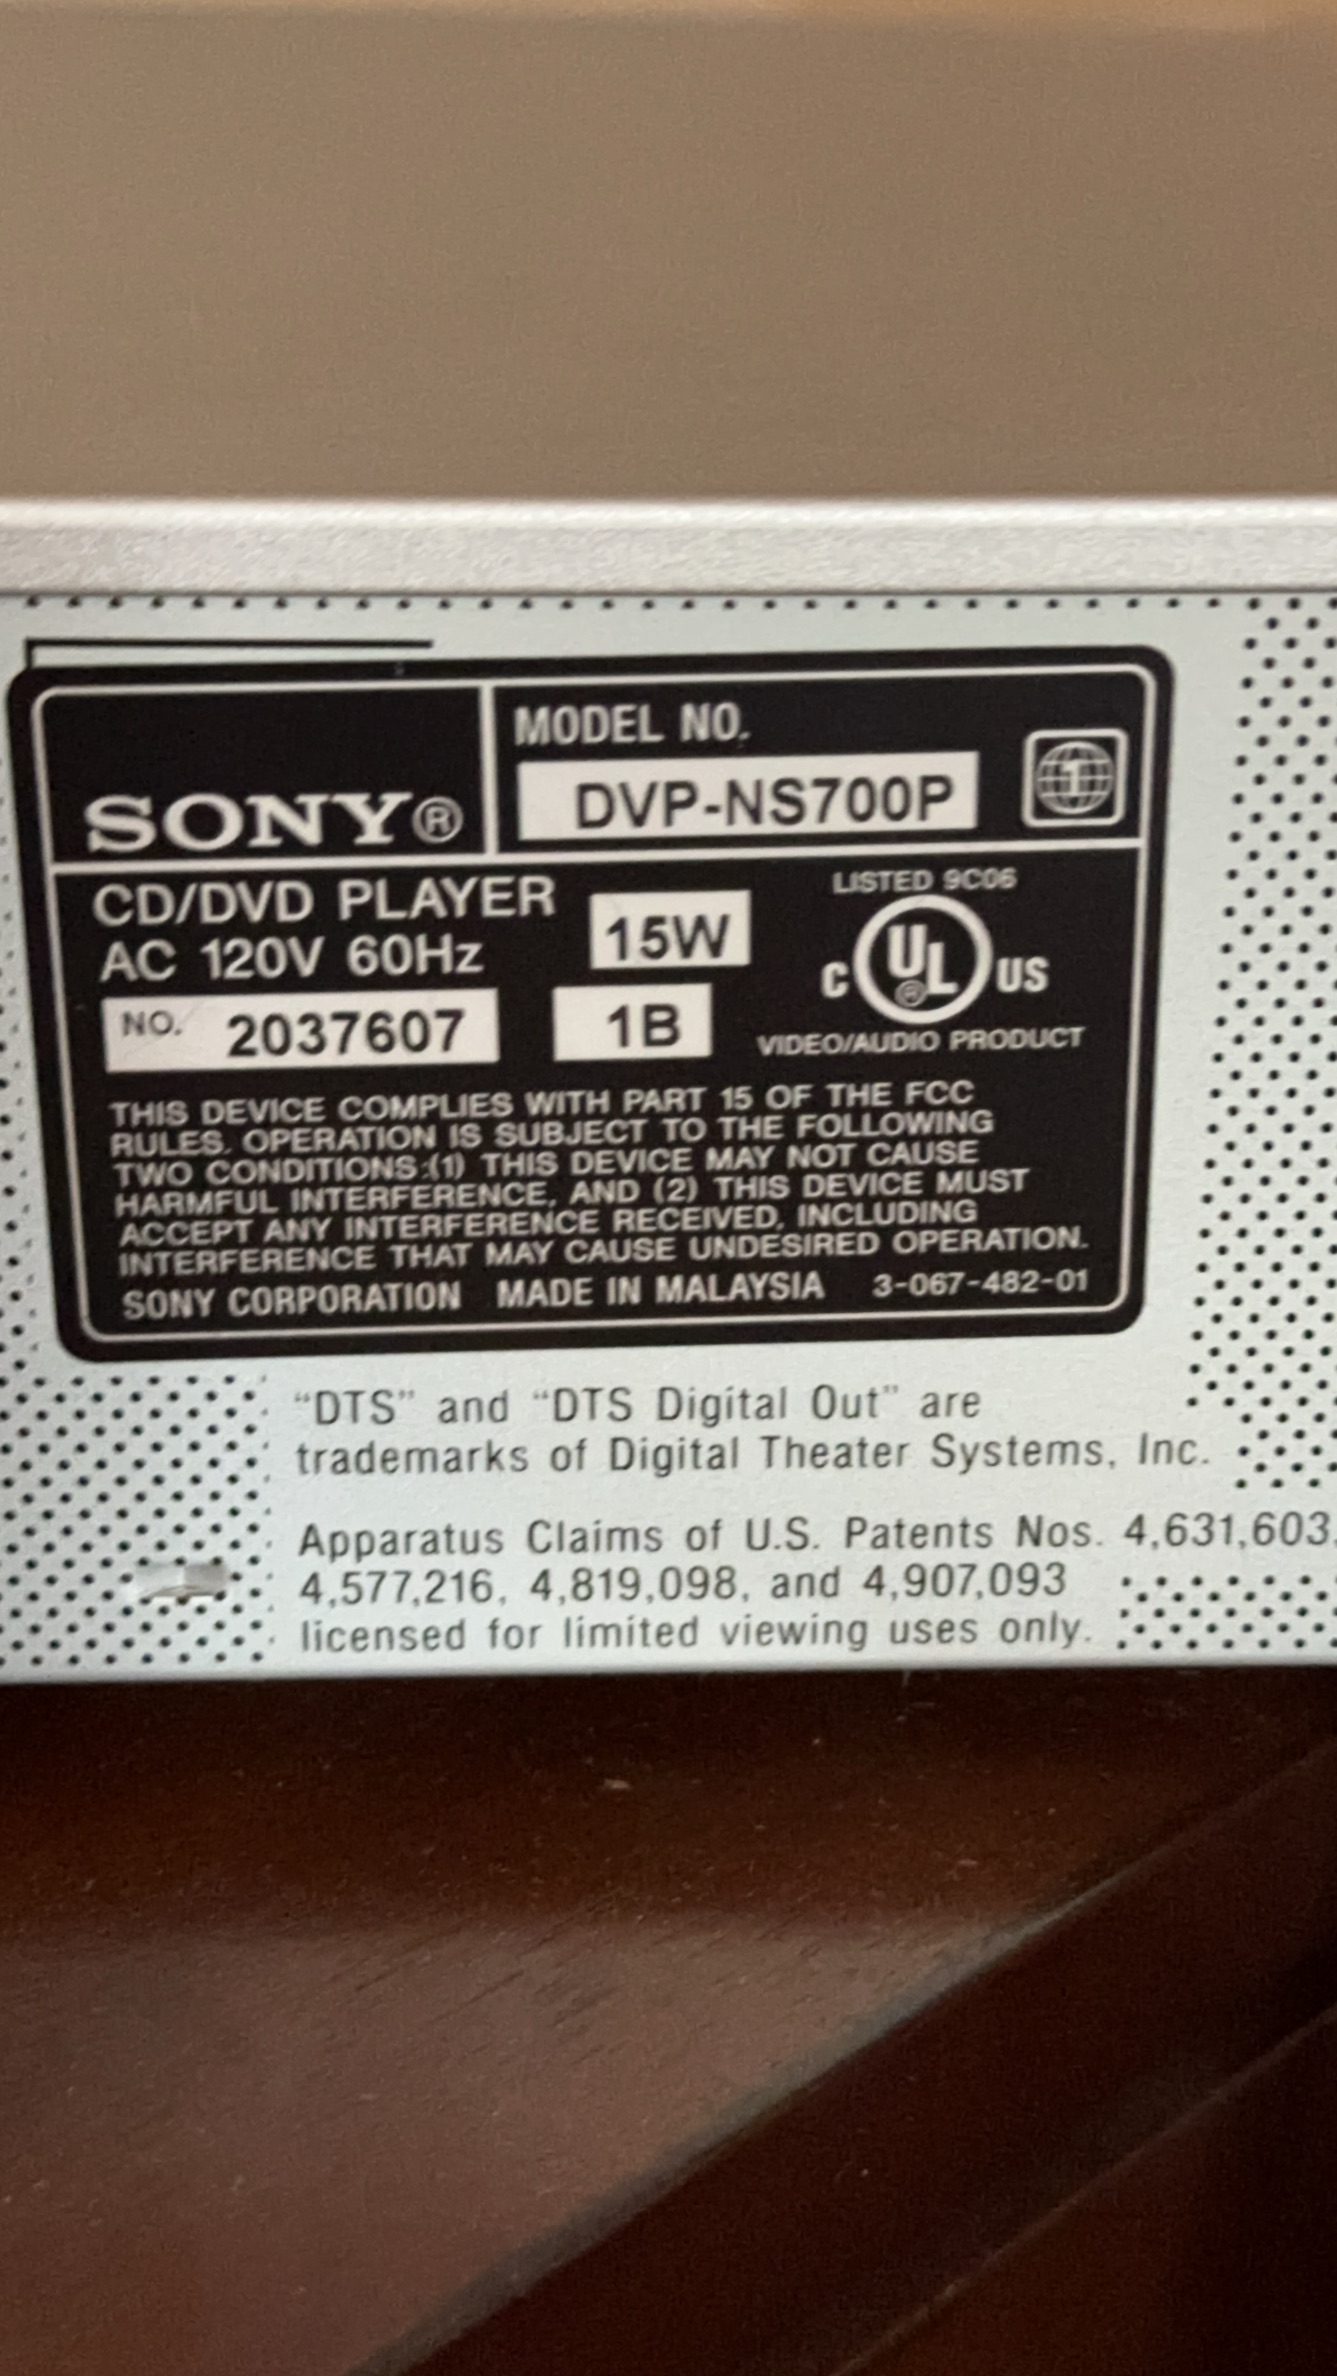 SONY®
MODEL NO.
DVP-NS700P
1
CD/DVD PLAYER
AC 120V 60Hz
15W
NO. 2037607
1B
LISTED 9C06
C UL® US
VIDEO/AUDIO PRODUCT
THIS DEVICE COMPLIES WITH PART 15 OF THE FCC
RULES. OPERATION IS SUBJECT TO THE FOLLOWING
TWO CONDITIONS:(1) THIS DEVICE MAY NOT CAUSE
HARMFUL INTERFERENCE, AND (2) THIS DEVICE MUST
ACCEPT ANY INTERFERENCE RECEIVED, INCLUDING
INTERFERENCE THAT MAY CAUSE UNDESIRED OPERATION.
SONY CORPORATION MADE IN MALAYSIA 3-067-482-01
“DTS” and “DTS Digital Out” are
trademarks of Digital Theater Systems, Inc.
Apparatus Claims of U.S. Patents Nos. 4,631,603,
4,577,216, 4,819,098, and 4,907,093
licensed for limited viewing uses only.